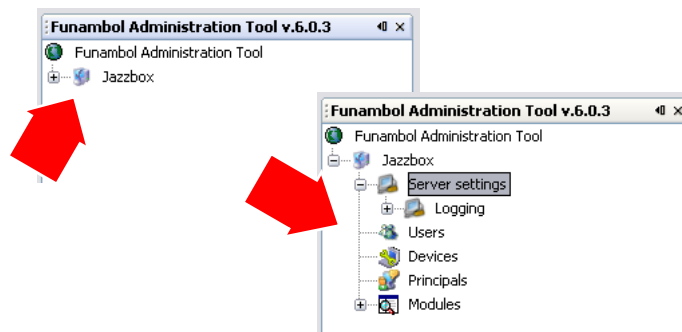 Funambol Administration Tool v.6.0.3
Funambol Administration Tool
Jazzbox
Funambol Administration Tool v.6.0.3
Funambol Administration Tool
Jazzbox
Server settings
Logging
Users
Devices
Principals
Modules